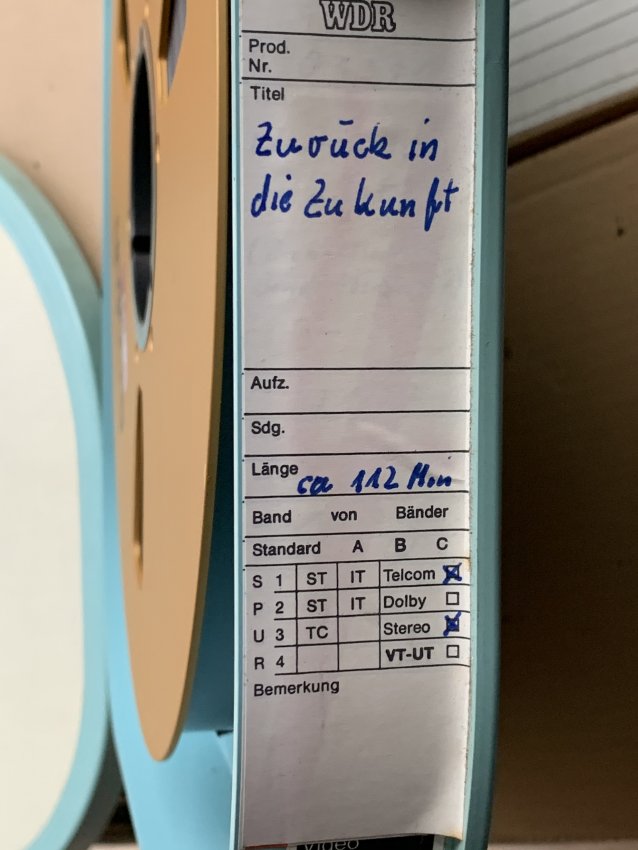 WDR
Prod.
Nr.
Titel
Zurück in
die Zukunft
Aufz.
Sdg.
Länge ca 112 Min
Band von Bänder
Standard A B C
S 1 ST IT Telcom ☒
P 2 ST IT Dolby ☐
U 3 TC Stereo ☒
R 4 VT-UT ☐
Bemerkung
Video